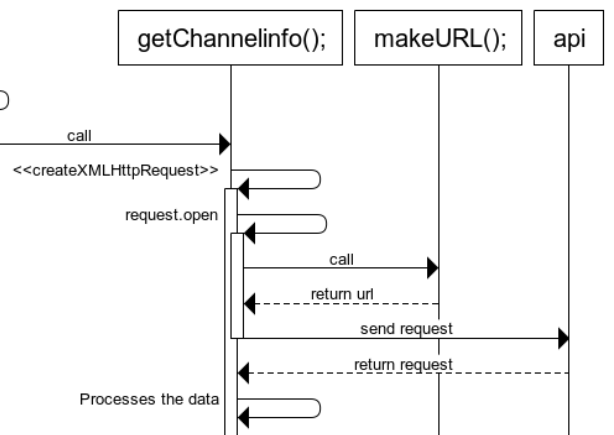 getChannelinfo();
makeURL();
api
call
<<createXMLHttpRequest>>
request.open
call
return url
send request
return request
Processes the data